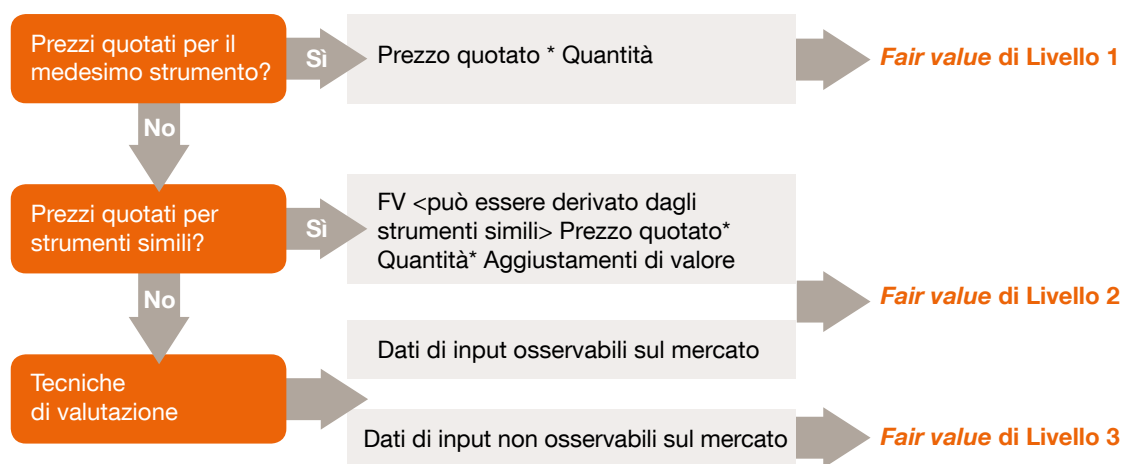 Prezzi quotati per il
medesimo strumento?
Sì
Prezzo quotato * Quantità
Fair value di Livello 1
No
Prezzi quotati per
strumenti simili?
Sì
FV <può essere derivato dagli
strumenti simili> Prezzo quotato*
Quantità* Aggiustamenti di valore
Fair value di Livello 2
No
Dati di input osservabili sul mercato
Tecniche
di valutazione
Dati di input non osservabili sul mercato
Fair value di Livello 3